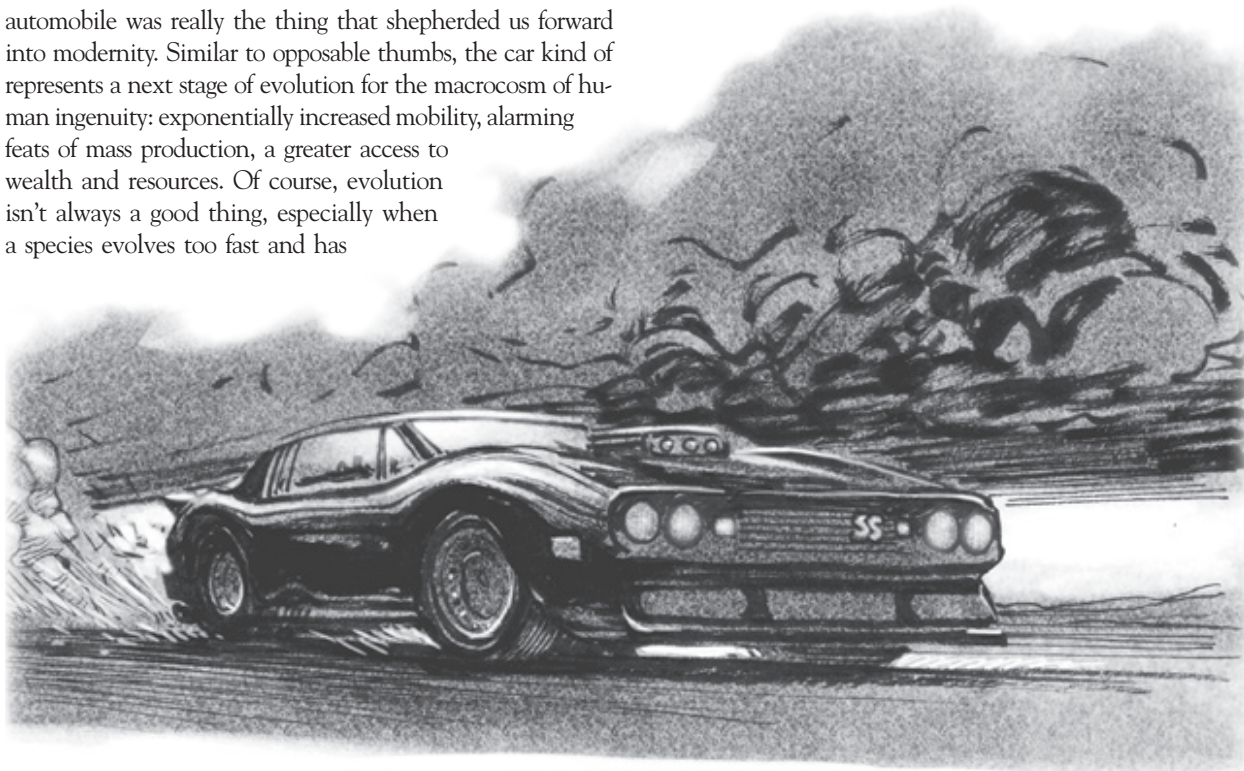 automobile was really the thing that shepherded us forward
into modernity. Similar to opposable thumbs, the car kind of
represents a next stage of evolution for the macrocosm of hu-
man ingenuity: exponentially increased mobility, alarming
feats of mass production, a greater access to
wealth and resources. Of course, evolution
isn't always a good thing, especially when
a species evolves too fast and has
SS